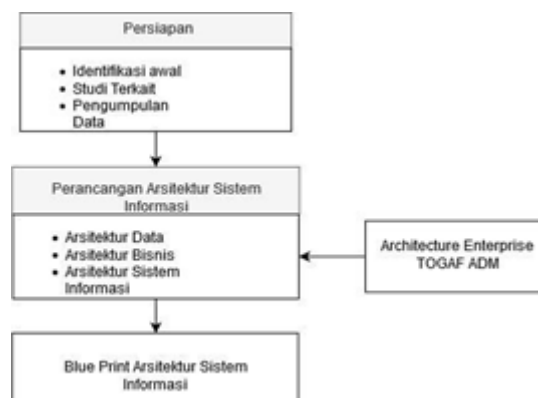 Persiapan
• Identifikasi awal
• Studi Terkait
• Pengumpulan
Data
Perancangan Arsitektur Sistem
Informasi
• Arsitektur Data
• Arsitektur Bisnis
• Arsitektur Sistem
Informasi
Architecture Enterprise
TOGAF ADM
Blue Print Arsitektur Sistem
Informasi